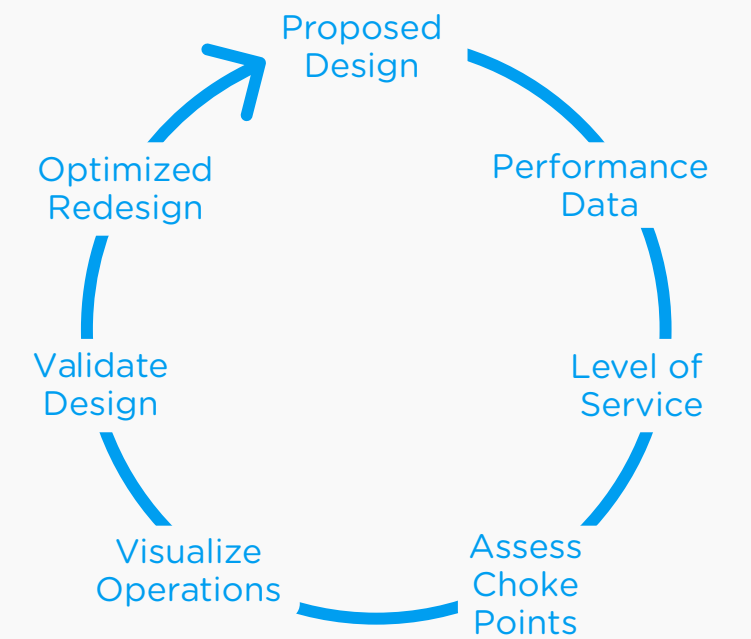 Proposed
Design
Performance
Data
Level of
Service
Assess
Choke
Points
Visualize
Operations
Validate
Design
Optimized
Redesign